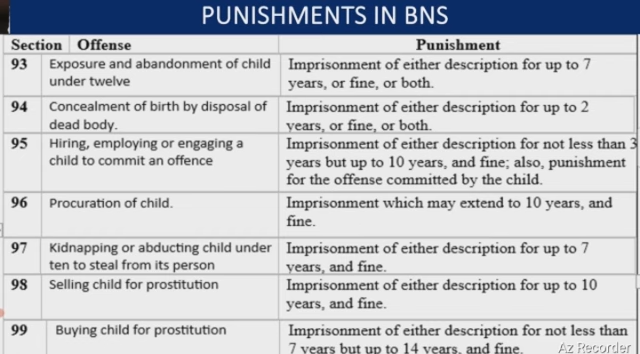 PUNISHMENTS IN BNS
Section Offense Punishment
93 Exposure and abandonment of child Imprisonment of either description for up to 7
under twelve years, or fine, or both.
94 Concealment of birth by disposal of Imprisonment of either description for up to 2
dead body. years, or fine, or both.
95 Hiring, employing or engaging a Imprisonment of either description for not less than 3
child to commit an offence years but up to 10 years, and fine; also, punishment
for the offense committed by the child.
96 Procuration of child. Imprisonment which may extend to 10 years, and
fine.
97 Kidnapping or abducting child under Imprisonment of either description for up to 7
ten to steal from its person years, and fine.
98 Selling child for prostitution Imprisonment of either description for up to 10
years, and fine.
99 Buying child for prostitution Imprisonment of either description for not less than
7 years but up to 14 years, and fine.
Az Recorder